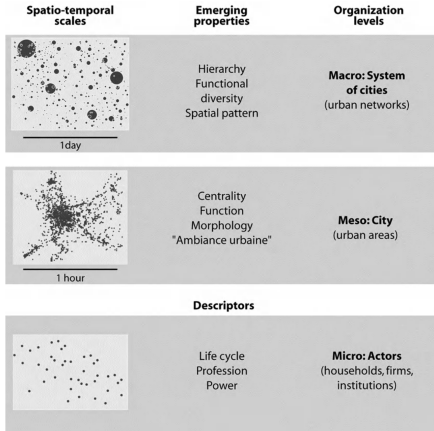 Spatio-temporal
scales
Emerging
properties
Organization
levels
1day
Hierarchy
Functional
diversity
Spatial pattern
Macro: System
of cities
(urban networks)
1 hour
Centrality
Function
Morphology
"Ambiance urbaine"
Meso: City
(urban areas)
Descriptors
Life cycle
Profession
Power
Micro: Actors
(households, firms,
institutions)